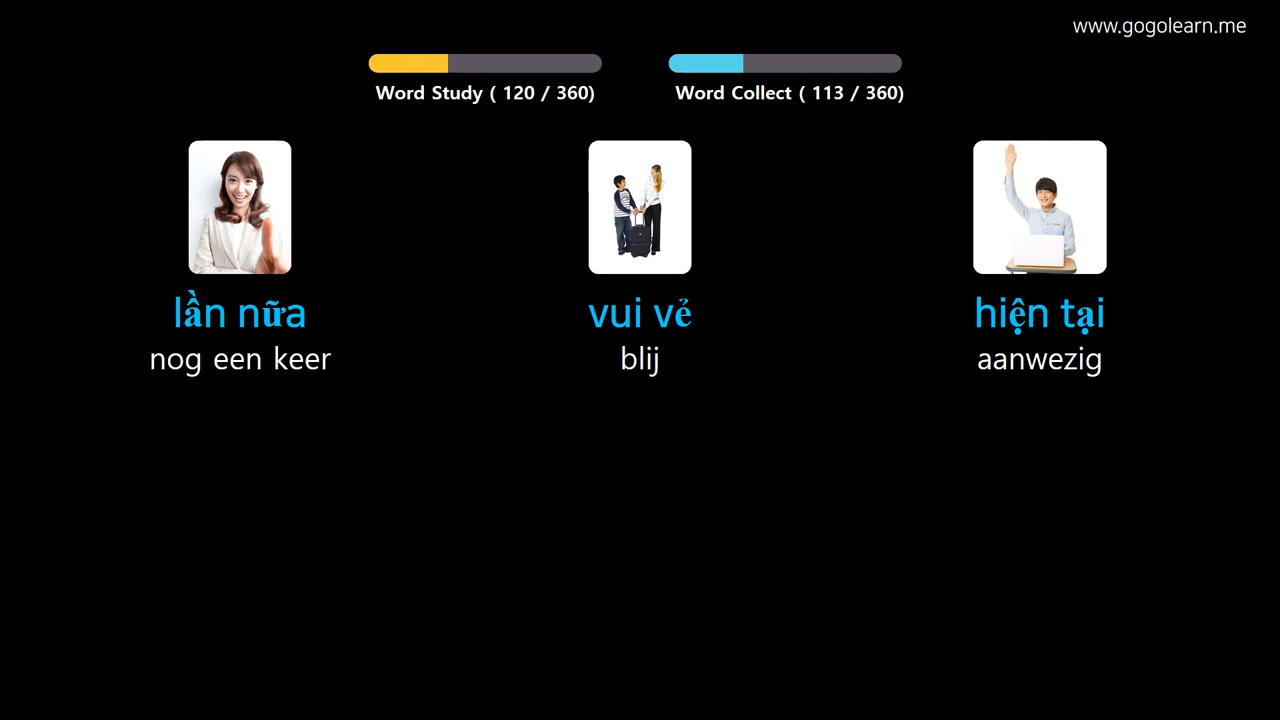 www.gogolearn.me
Word Study ( 120 / 360)
Word Collect ( 113 / 360)
lần nữa
vui vẻ
hiện tại
nog een keer
blij
aanwezig